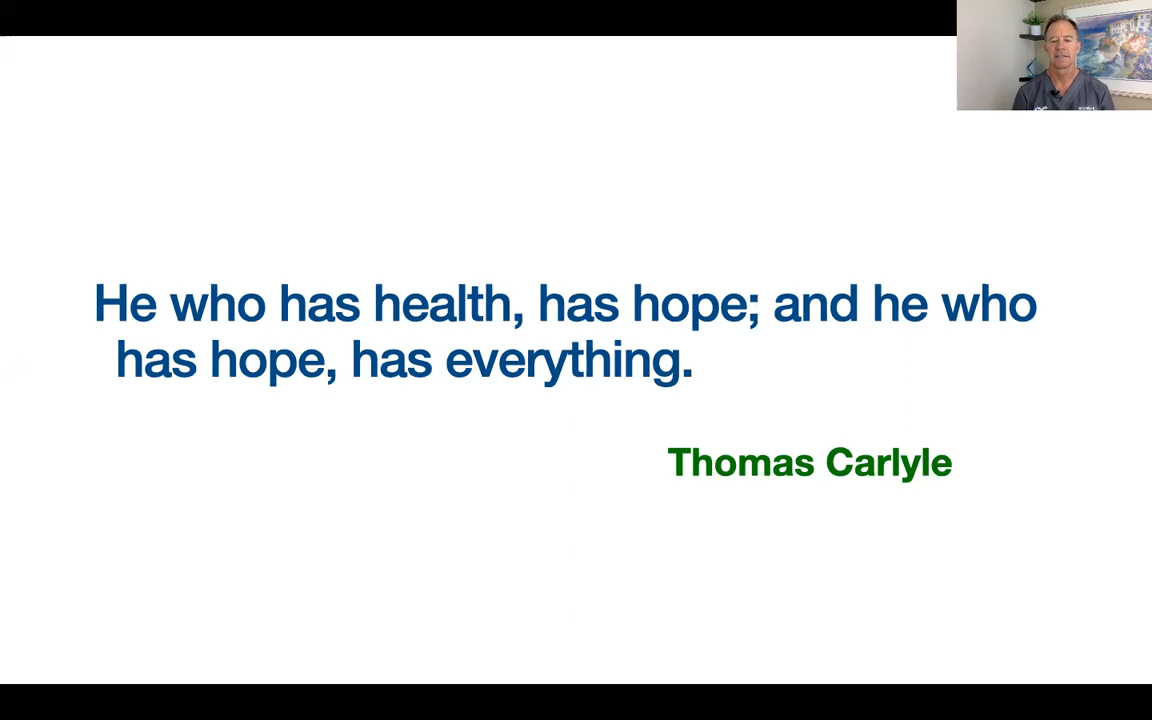 He who has health, has hope; and he who
has hope, has everything.
Thomas Carlyle